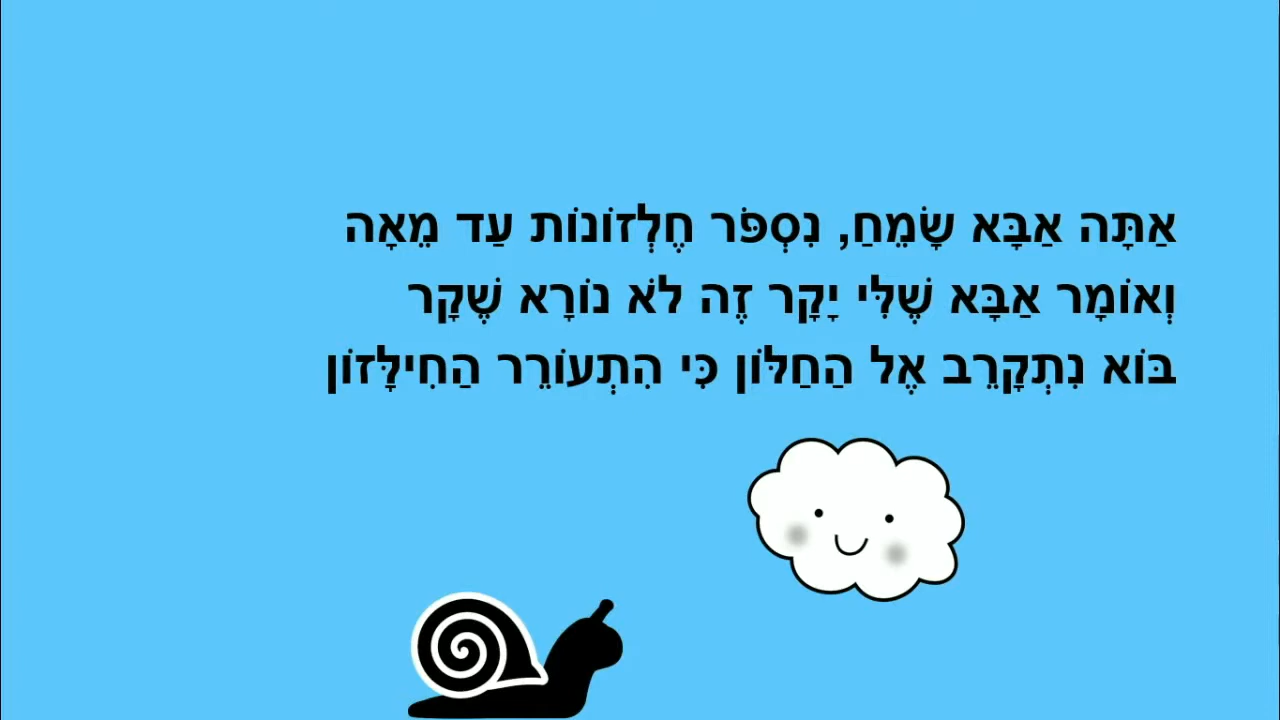 אַתָּה אַבָּא שָׂמֵחַ, נִסְפֹּר חֶלְזוֹנוֹת עַד מֵאָה
וְאוֹמָר אַבָּא שֶׁלִּי יָקָר זֶה לֹא נוֹרָא שֶׁקָר
בּוֹא נִתְקָרֵב אֶל הַחַלּוֹן כִּי הִתְעוֹרֵר הַחִילָּזוֹן